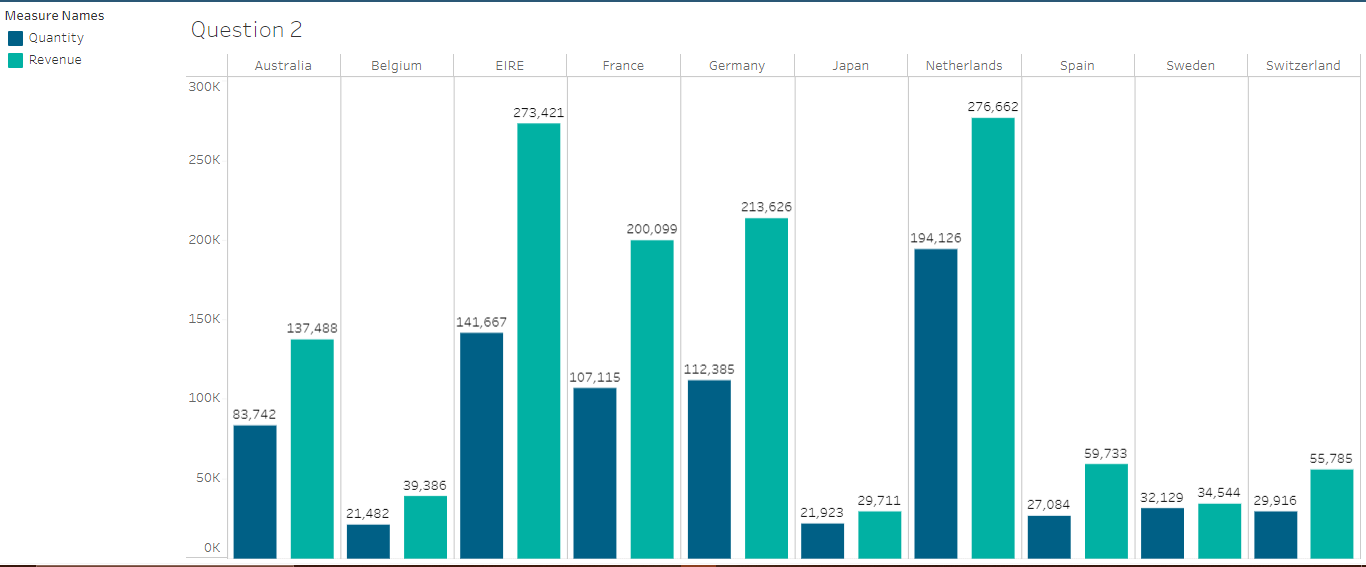 Measure Names
Quantity
Revenue
Question 2
Australia Belgium EIRE France Germany Japan Netherlands Spain Sweden Switzerland
300K
250K
200K
150K
100K
50K
0K
83,742 137,488
21,482 39,386
141,667 273,421
107,115 200,099
112,385 213,626
21,923 29,711
194,126 276,662
27,084 59,733
32,129 34,544
29,916 55,785